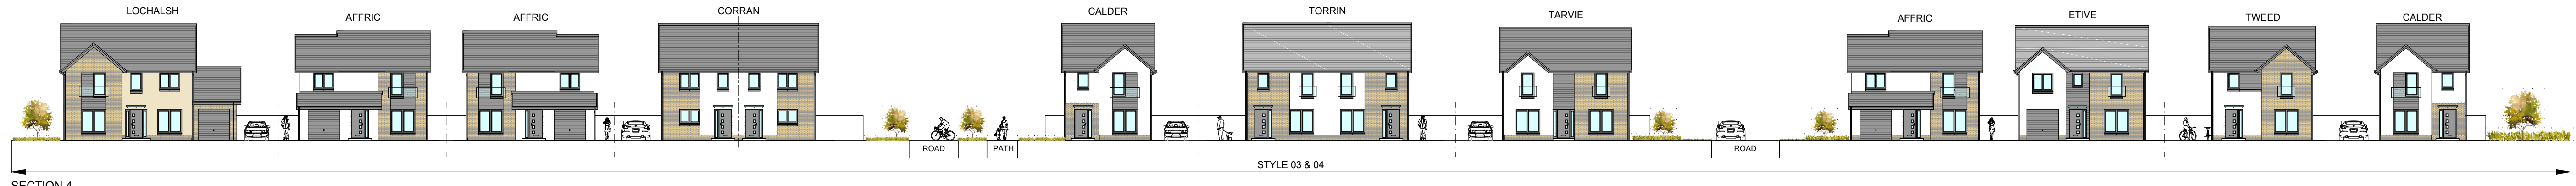 LOCHALSH AFFRIC AFFRIC CORRAN CALDER TORRIN TARVIE AFFRIC ETIVE TWEED CALDER
ROAD PATH ROAD
STYLE 03 & 04
SECTION 4